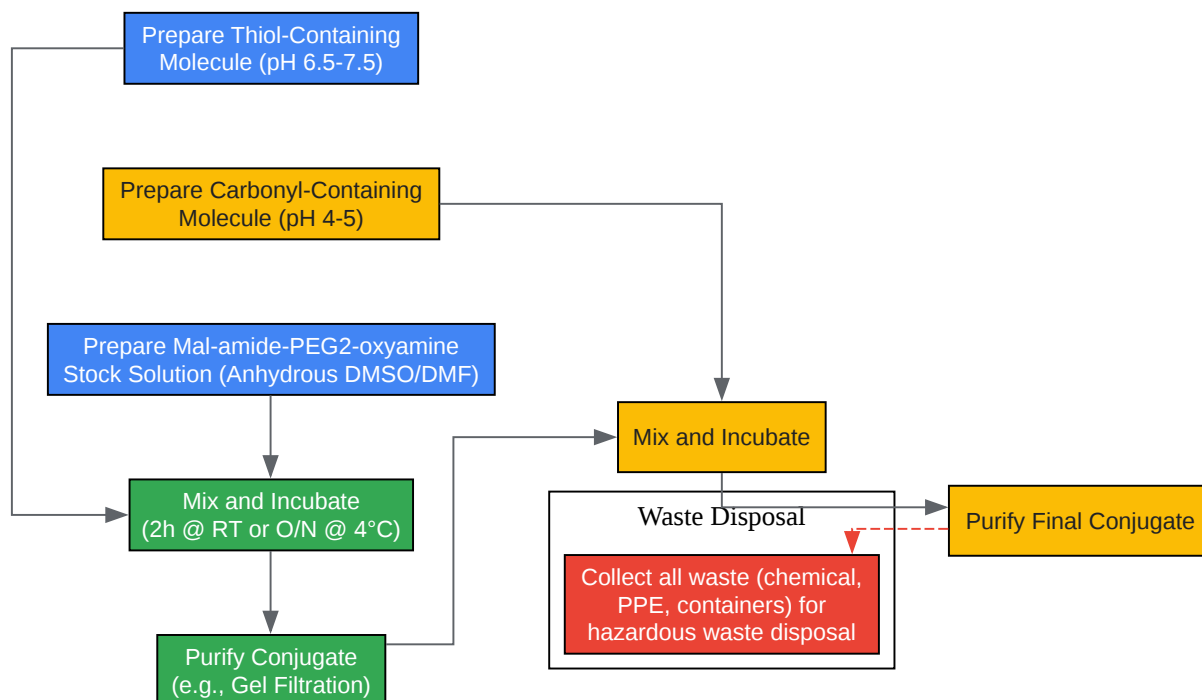 Prepare Thiol-Containing
Molecule (pH 6.5-7.5)
Prepare Carbonyl-Containing
Molecule (pH 4-5)
Prepare Mal-amide-PEG2-oxyamine
Stock Solution (Anhydrous DMSO/DMF)
Mix and Incubate
Mix and Incubate
(2h @ RT or O/N @ 4°C)
Waste Disposal
Purify Final Conjugate
Collect all waste (chemical,
PPE, containers) for
hazardous waste disposal
Purify Conjugate
(e.g., Gel Filtration)